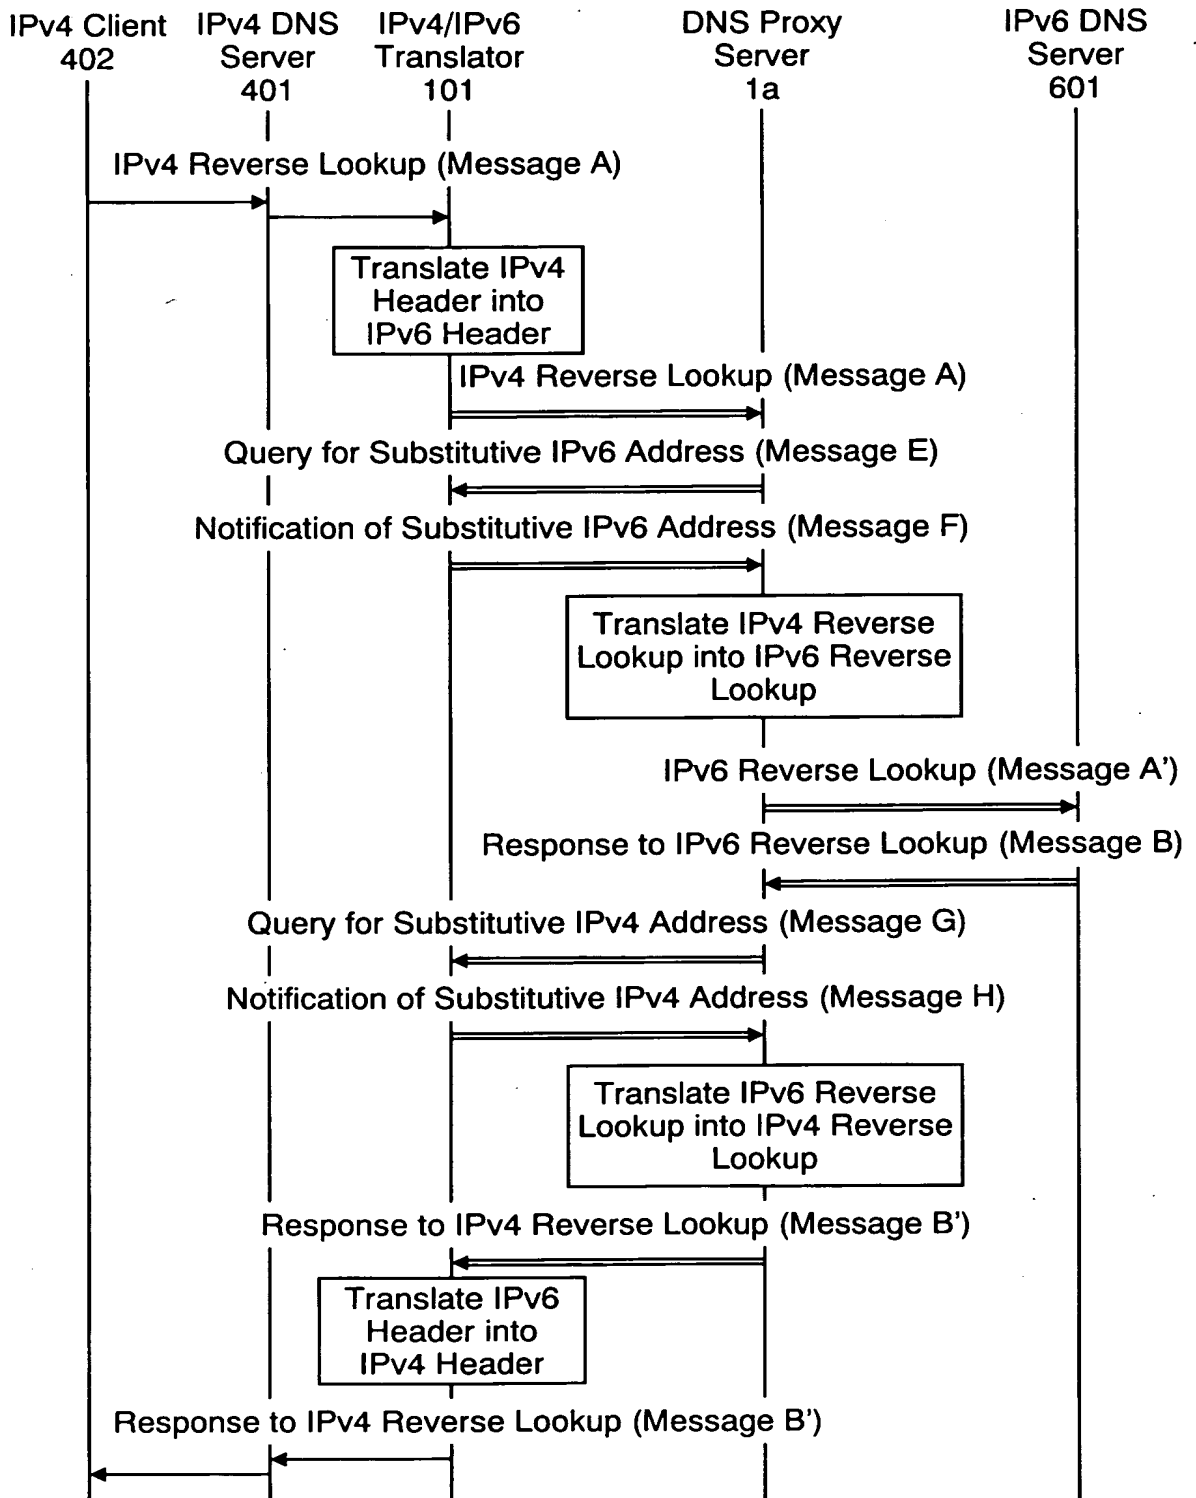 IPv4 Client
402
IPv4 DNS
Server
401
IPv4/IPv6
Translator
101
DNS Proxy
Server
1a
IPv6 DNS
Server
601
IPv4 Reverse Lookup (Message A)
Translate IPv4
Header into
IPv6 Header
IPv4 Reverse Lookup (Message A)
Query for Substitutive IPv6 Address (Message E)
Notification of Substitutive IPv6 Address (Message F)
Translate IPv4 Reverse
Lookup into IPv6 Reverse
Lookup
IPv6 Reverse Lookup (Message A')
Response to IPv6 Reverse Lookup (Message B)
Query for Substitutive IPv4 Address (Message G)
Notification of Substitutive IPv4 Address (Message H)
Translate IPv6 Reverse
Lookup into IPv4 Reverse
Lookup
Response to IPv4 Reverse Lookup (Message B')
Translate IPv6
Header into
IPv4 Header
Response to IPv4 Reverse Lookup (Message B')